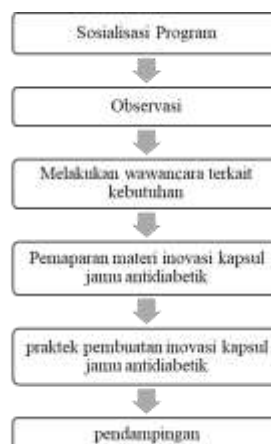 Sosialisasi Program
Observasi
Melakukan wawancara terkait
kebutuhan
Pemaparan materi inovasi kapsul
jamu antidiabetik
praktek pembuatan inovasi kapsul
jamu antidiabetik
pendampingan